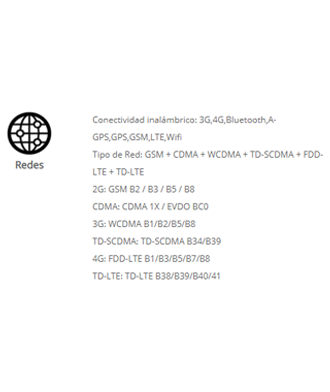 Conectividad inalámbrico: 3G,4G,Bluetooth,A-
GPS,GPS,GSM,LTE,Wifi
Tipo de Red: GSM + CDMA + WCDMA + TD-SCDMA + FDD-
LTE + TD-LTE
Redes
2G: GSM B2 / B3 / B5 / B8
CDMA: CDMA 1X / EVDO BC0
3G: WCDMA B1/B2/B5/B8
TD-SCDMA: TD-SCDMA B34/B39
4G: FDD-LTE B1/B3/B5/B7/B8
TD-LTE: TD-LTE B38/B39/B40/41